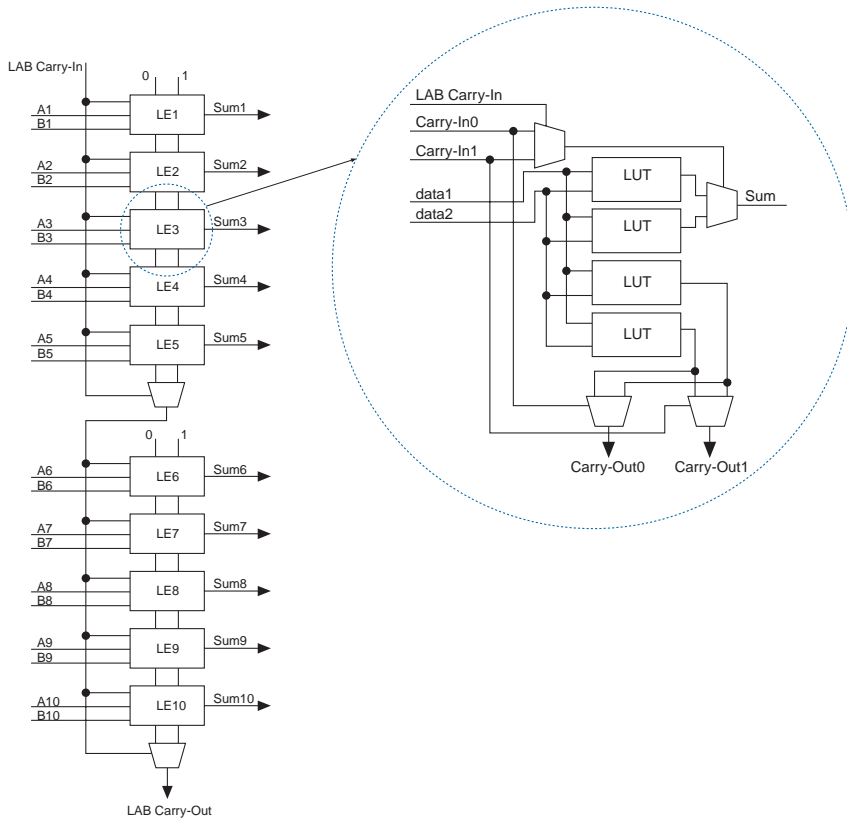 LAB Carry-In
0 1
A1
B1
LE1
Sum1
A2
B2
LE2
Sum2
A3
B3
LE3
Sum3
A4
B4
LE4
Sum4
A5
B5
LE5
Sum5
0 1
A6
B6
LE6
Sum6
A7
B7
LE7
Sum7
A8
B8
LE8
Sum8
A9
B9
LE9
Sum9
A10
B10
LE10
Sum10
LAB Carry-Out
LAB Carry-In
Carry-In0
Carry-In1
data1
data2
LUT
LUT
LUT
LUT
Sum
Carry-Out0
Carry-Out1